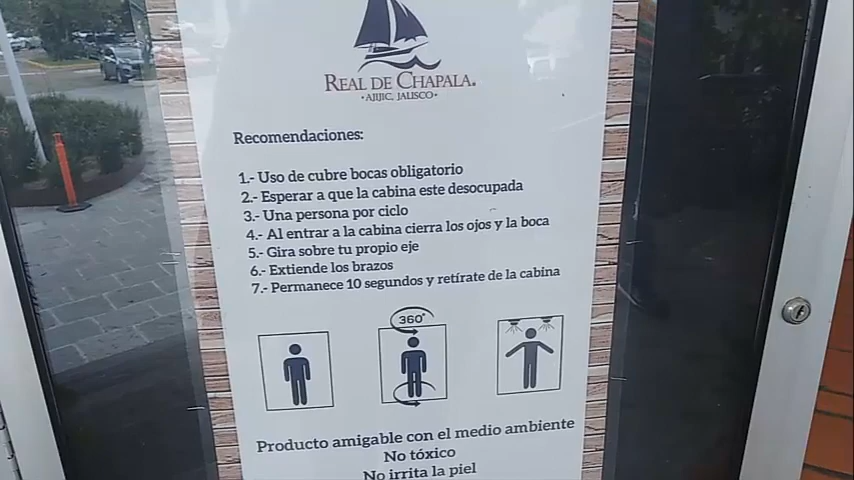 REAL DE CHAPALA.
•AJIJIC, JALISCO•
Recomendaciones:
1.- Uso de cubre bocas obligatorio
2.- Esperar a que la cabina este desocupada
3.- Una persona por ciclo
4.- Al entrar a la cabina cierra los ojos y la boca
5.- Gira sobre tu propio eje
6.- Extiende los brazos
7.- Permanece 10 segundos y retírate de la cabina
360°
Producto amigable con el medio ambiente
No tóxico
No irrita la piel